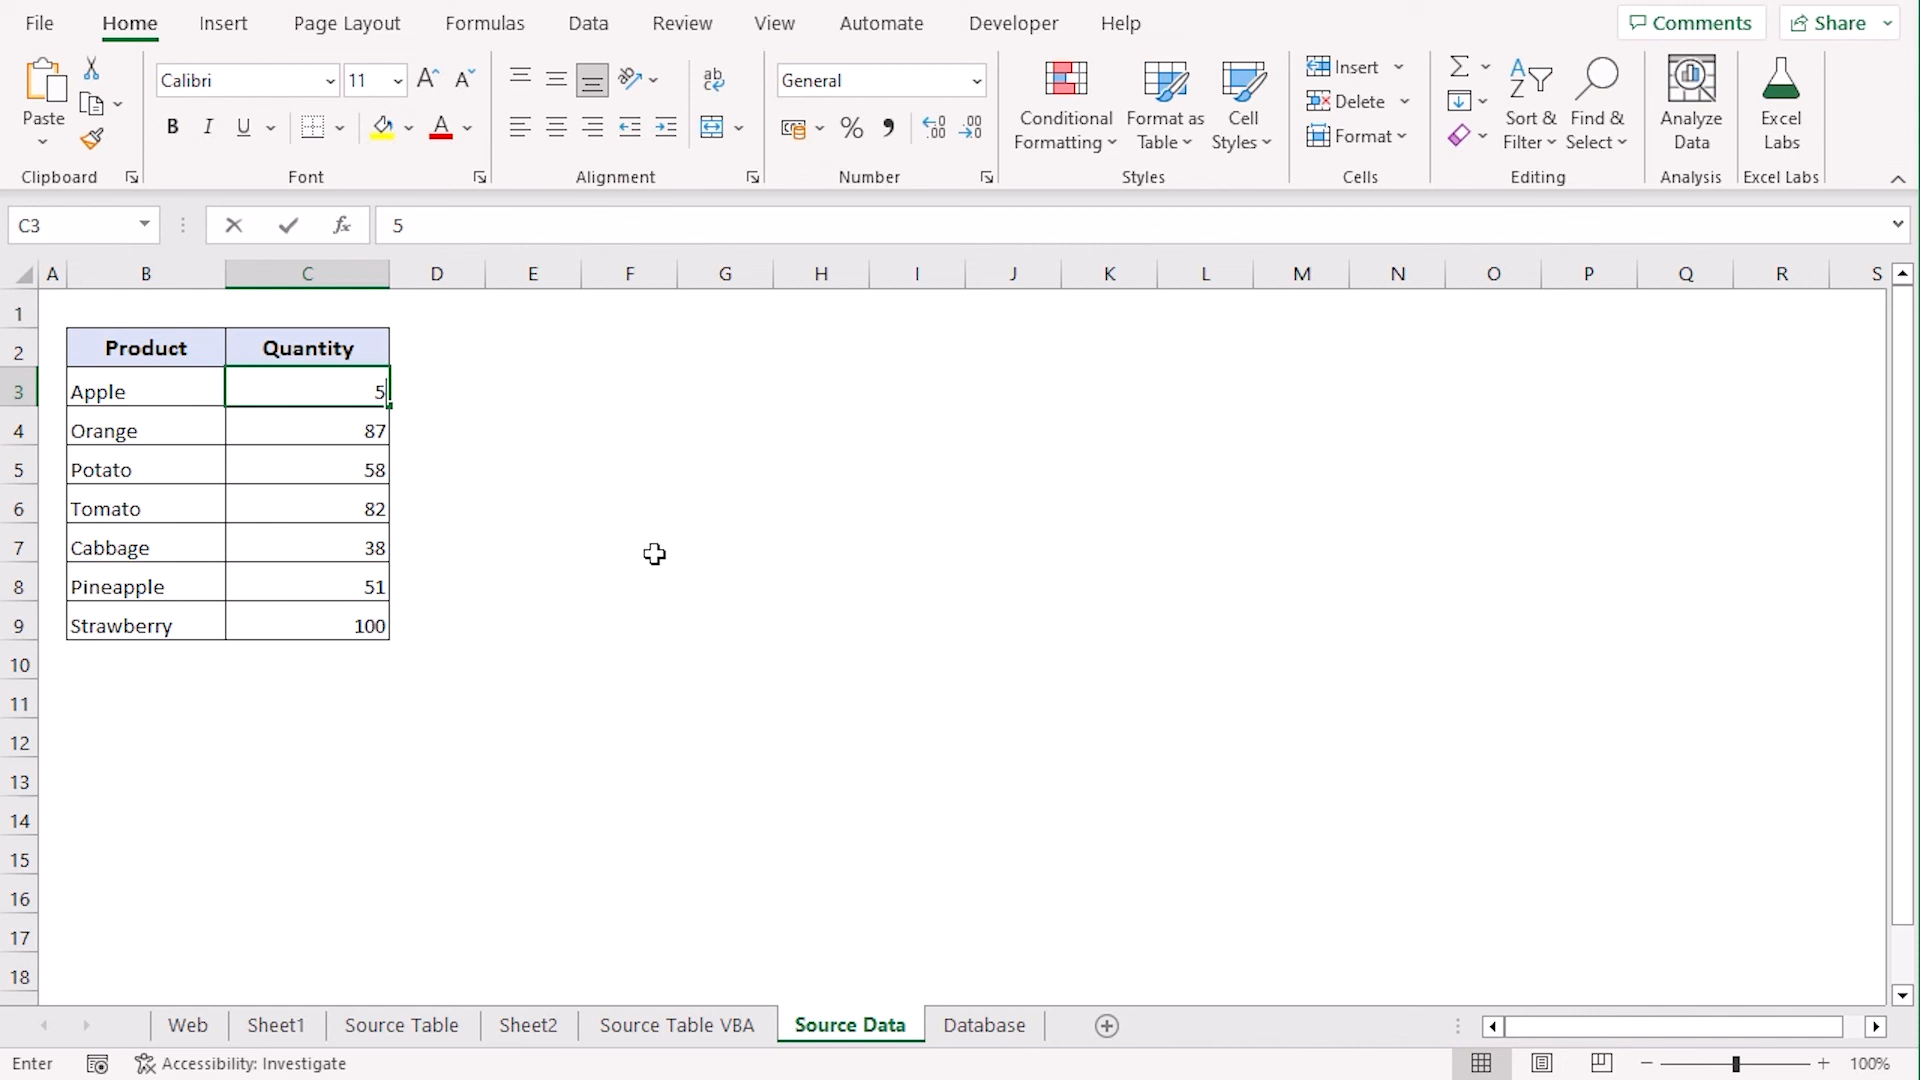 File Home Insert Page Layout Formulas Data Review View Automate Developer Help Comments Share
Calibri 11 A A ab General Insert Σ A Z
Paste Conditional Formatting Format as Table Cell Styles Delete Sort & Filter Find & Select Analyze Data Excel Labs
B I U A % 9 .00 .00 Format
Clipboard Font Alignment Number Styles Cells Editing Analysis Excel Labs
C3 fx 5
A B C D E F G H I J K L M N O P Q R S
1
2 Product Quantity
3 Apple 5
4 Orange 87
5 Potato 58
6 Tomato 82
7 Cabbage 38
8 Pineapple 51
9 Strawberry 100
10
11
12
13
14
15
16
17
18
Web Sheet1 Source Table Sheet2 Source Table VBA Source Data Database
Enter Accessibility: Investigate 100%